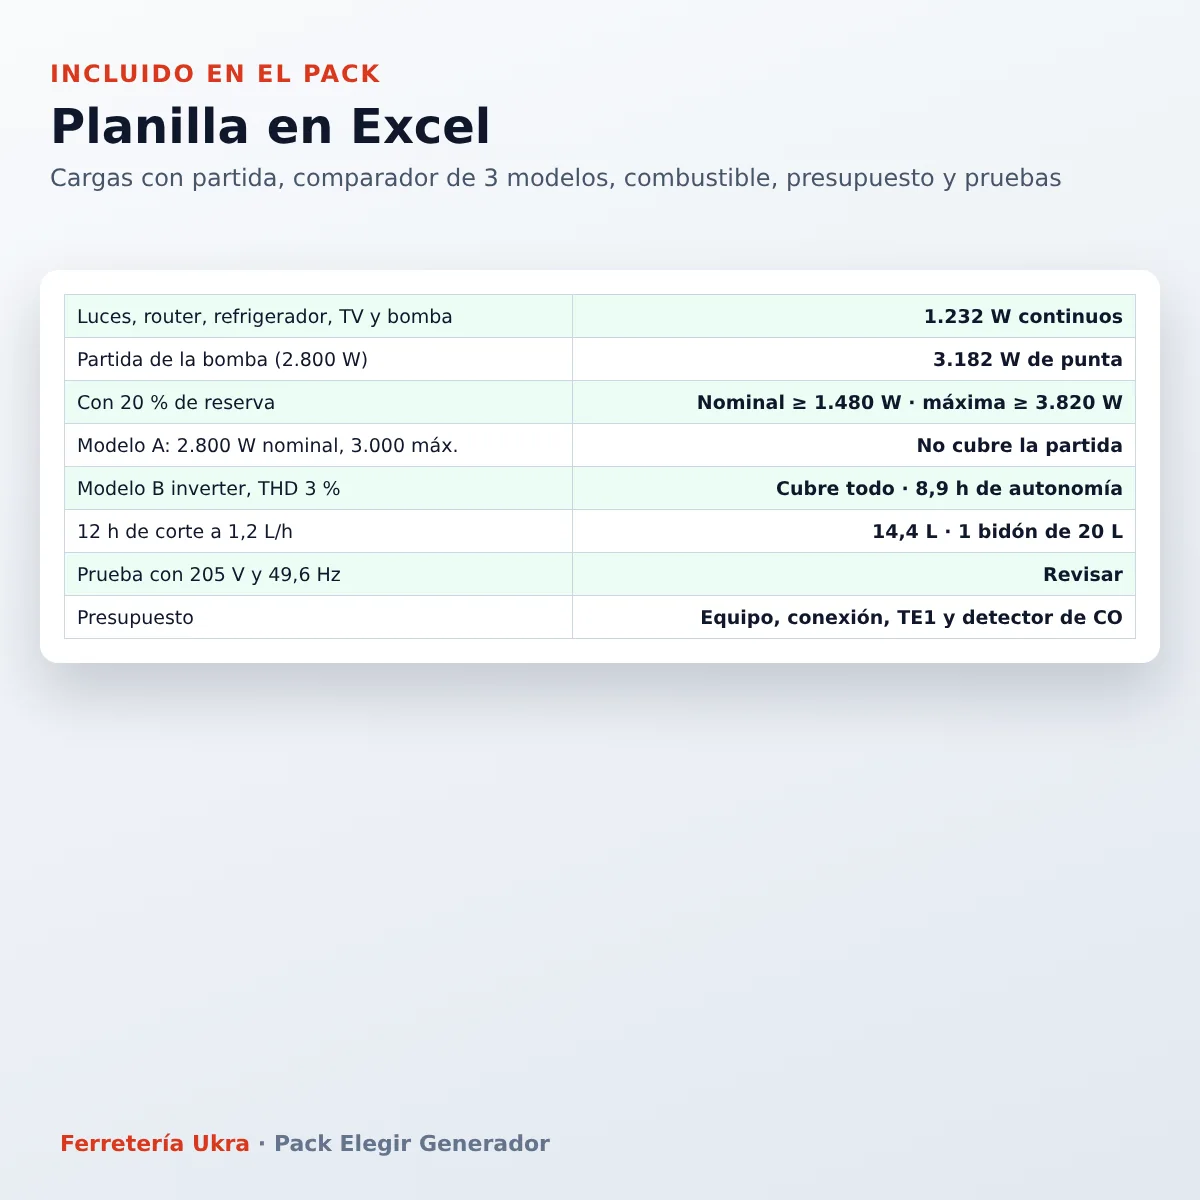 INCLUIDO EN EL PACK
Planilla en Excel
Cargas con partida, comparador de 3 modelos, combustible, presupuesto y pruebas
Luces, router, refrigerador, TV y bomba 1.232 W continuos
Partida de la bomba (2.800 W) 3.182 W de punta
Con 20 % de reserva Nominal ≥ 1.480 W · máxima ≥ 3.820 W
Modelo A: 2.800 W nominal, 3.000 máx. No cubre la partida
Modelo B inverter, THD 3 % Cubre todo · 8,9 h de autonomía
12 h de corte a 1,2 L/h 14,4 L · 1 bidón de 20 L
Prueba con 205 V y 49,6 Hz Revisar
Presupuesto Equipo, conexión, TE1 y detector de CO
Ferretería Ukra · Pack Elegir Generador